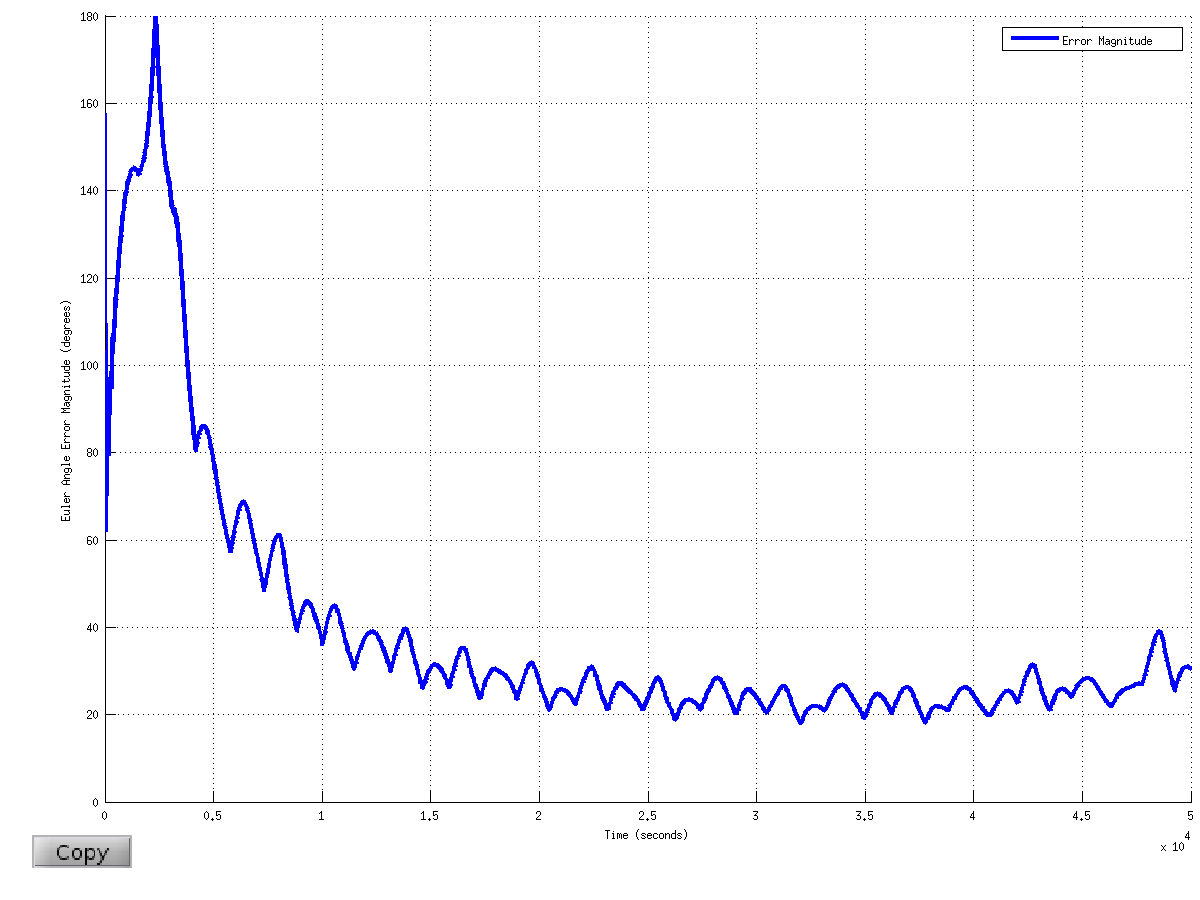 180
160
140
120
100
80
60
40
20
0
Euler Angle Error Magnitude (degrees)
Error Magnitude
0 0.5 1 1.5 2 2.5 3 3.5 4 4.5 5
Time (seconds)
x 10 4
Copy